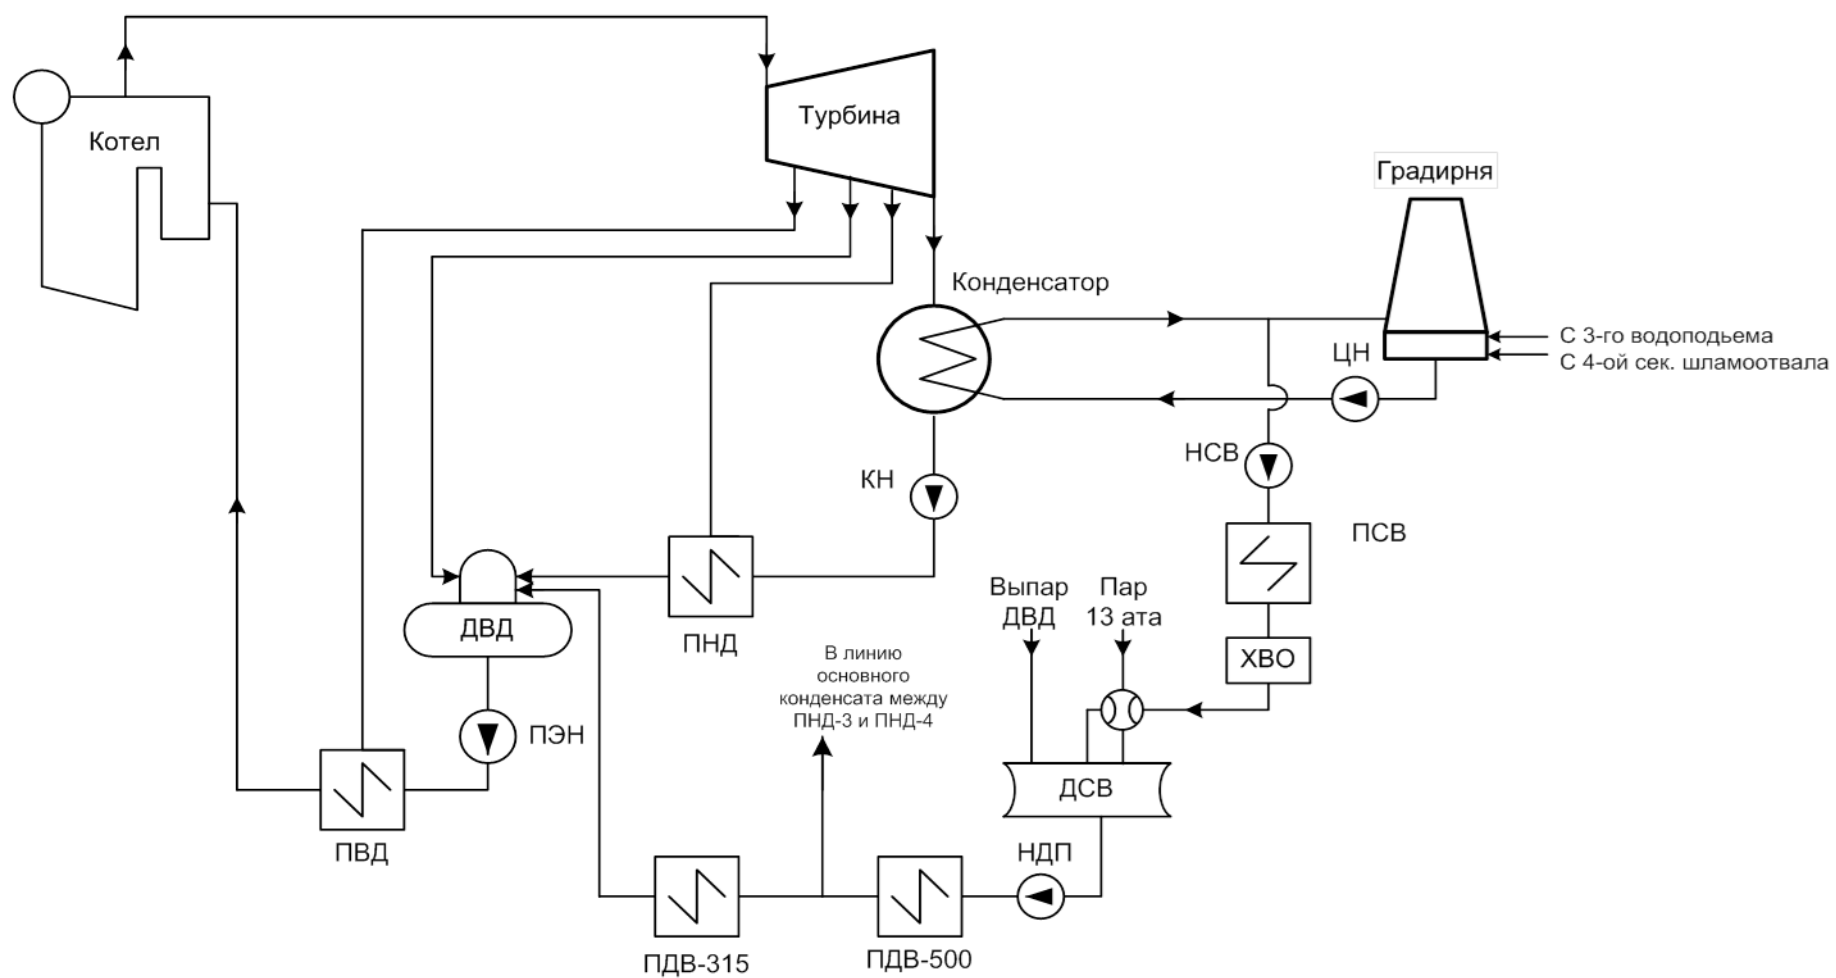 Котел
Турбина
Градирня
Конденсатор
С 3-го водоподьема
ЦН
С 4-ой сек. шламоотвала
НСВ
КН
ПСВ
Выпар
ДВД
Пар
13 ата
ДВД
ПНД
ХВО
В линию
основного
конденсата между
ПНД-3 и ПНД-4
ПЭН
ДСВ
ПВД
НДП
ПДВ-315
ПДВ-500